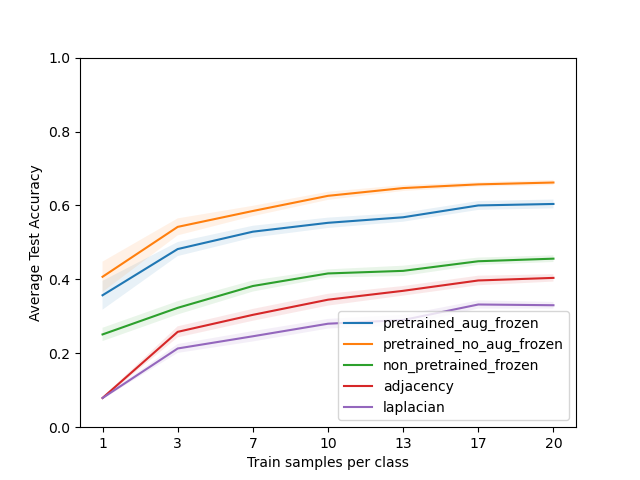 1.0
0.8
0.6
0.4
0.2
0.0
Average Test Accuracy
pretrained_aug_frozen
pretrained_no_aug_frozen
non_pretrained_frozen
adjacency
laplacian
1 3 7 10 13 17 20
Train samples per class